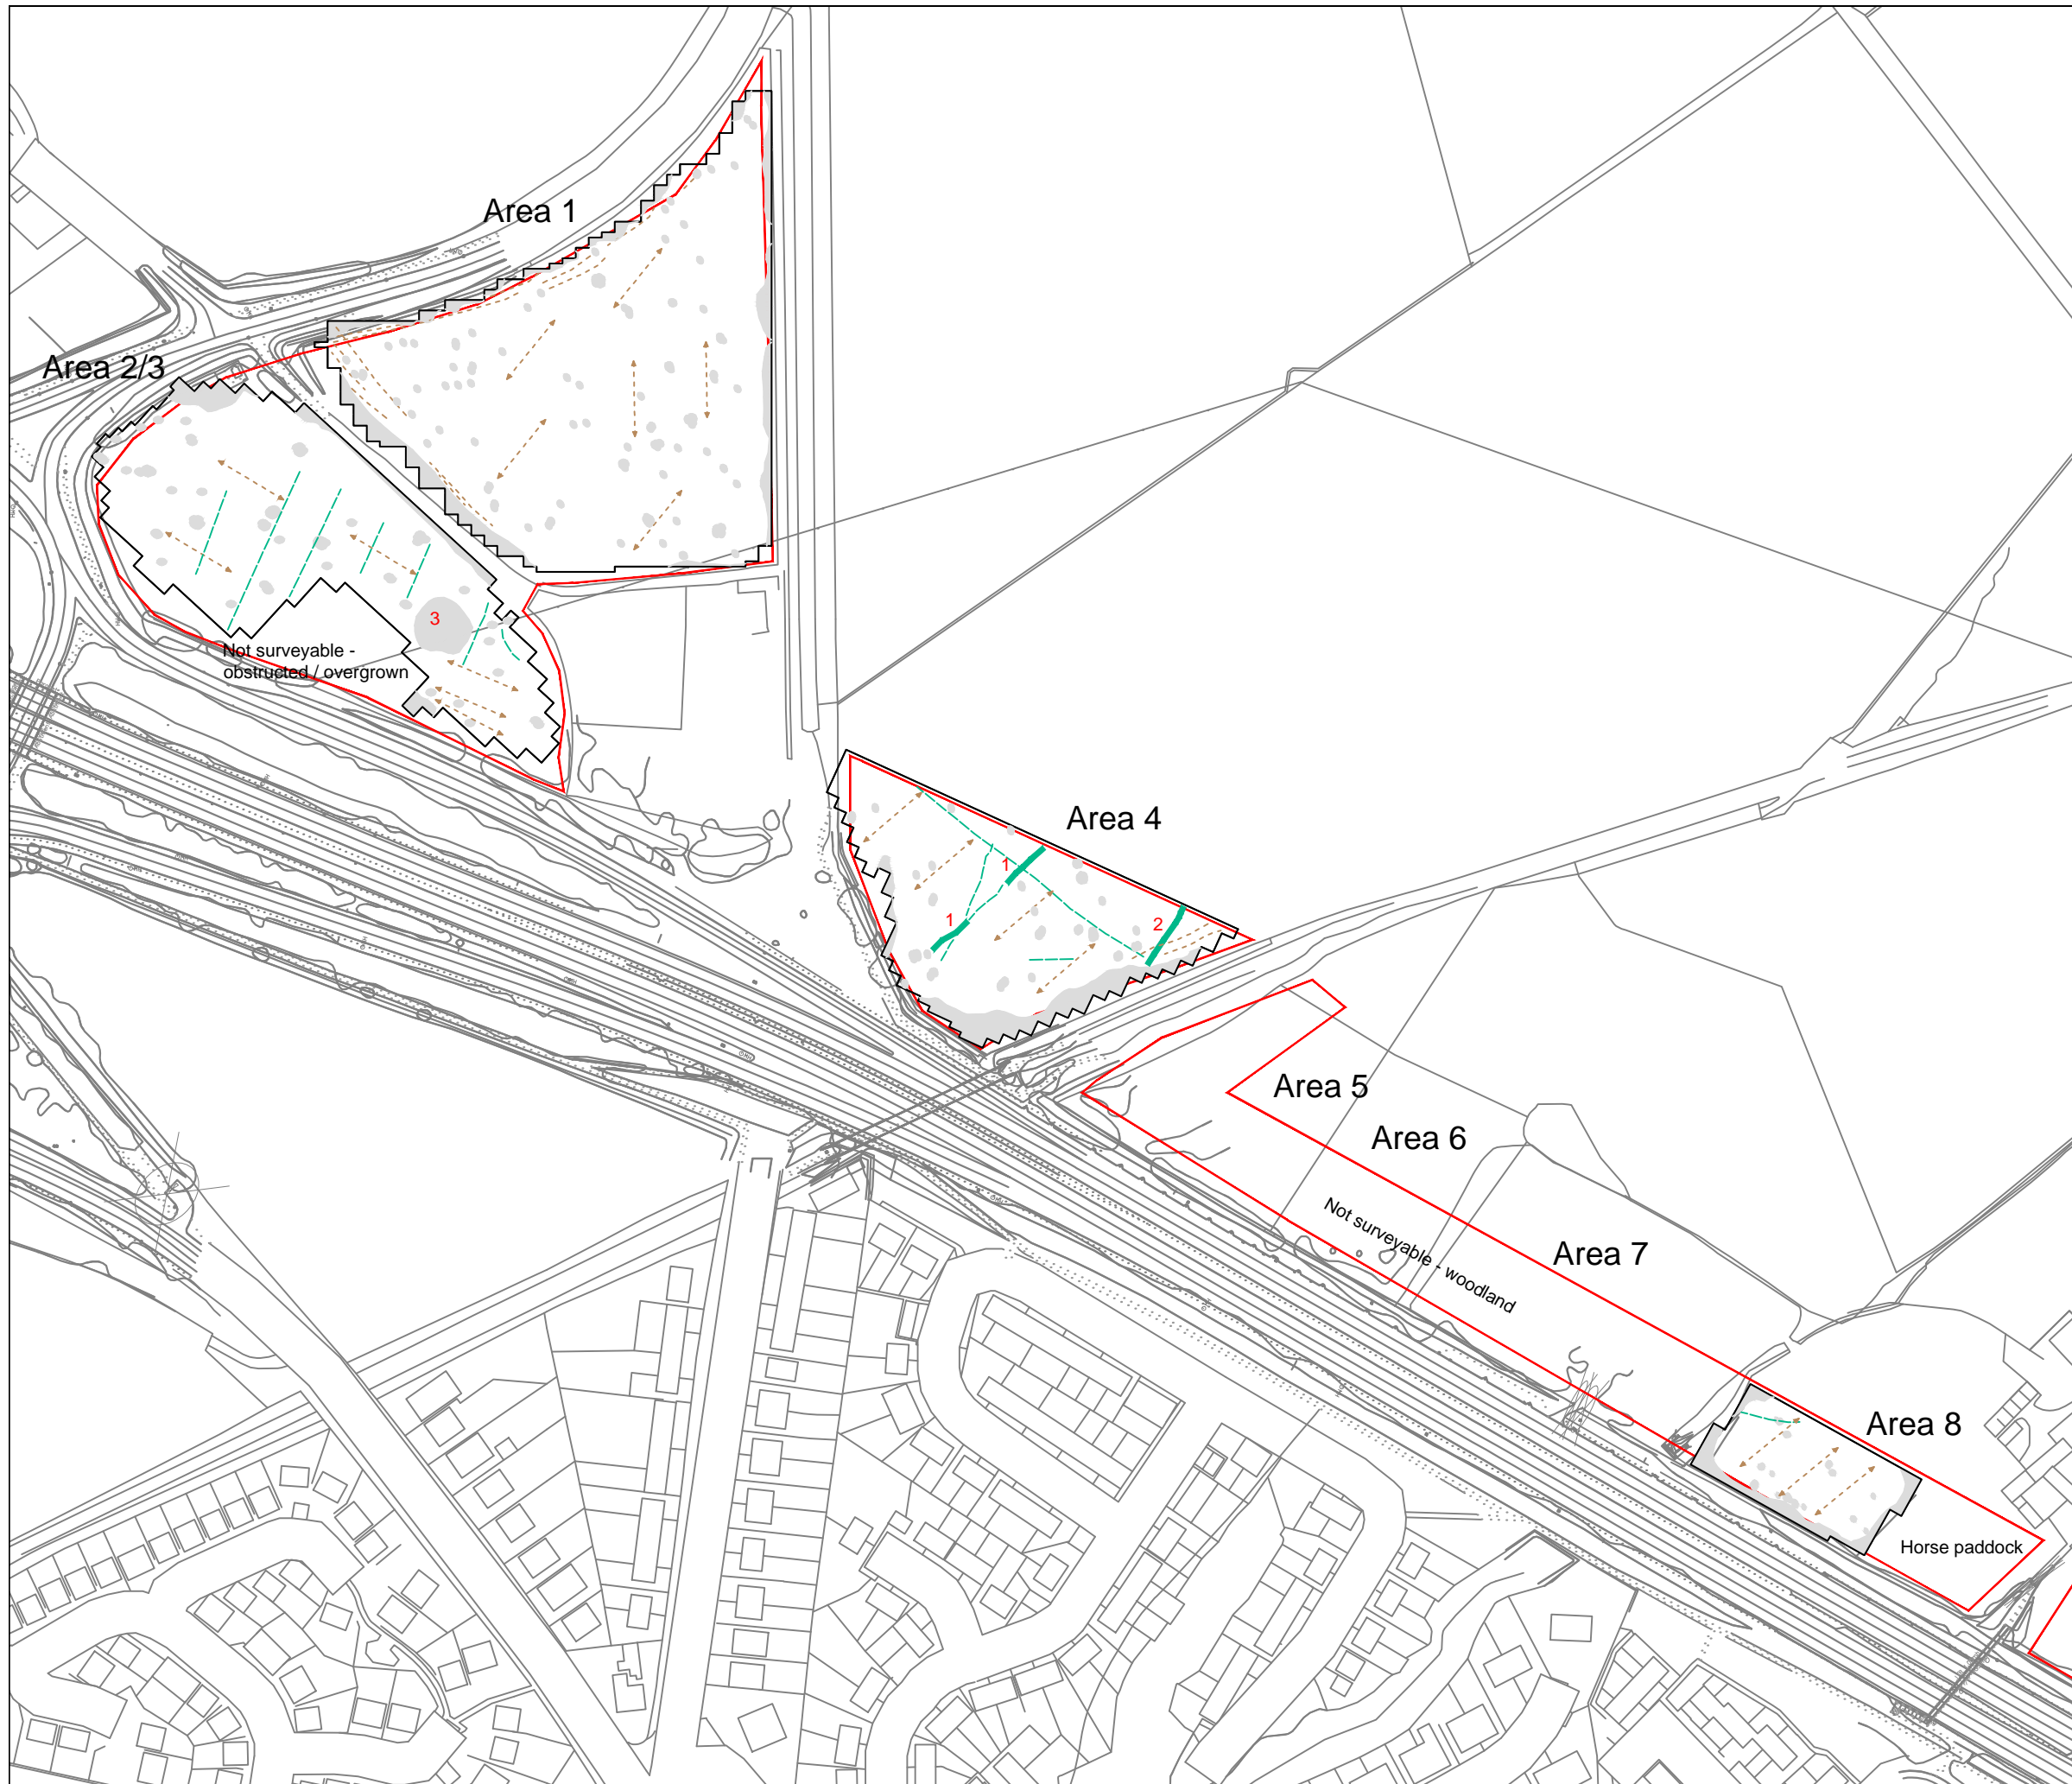 Area 1
Area 2/3
3
Not surveyable -
obstructed / overgrown
Area 4
1
1
2
Area 5
Area 6
Not surveyable - woodland
Area 7
Area 8
Horse paddock